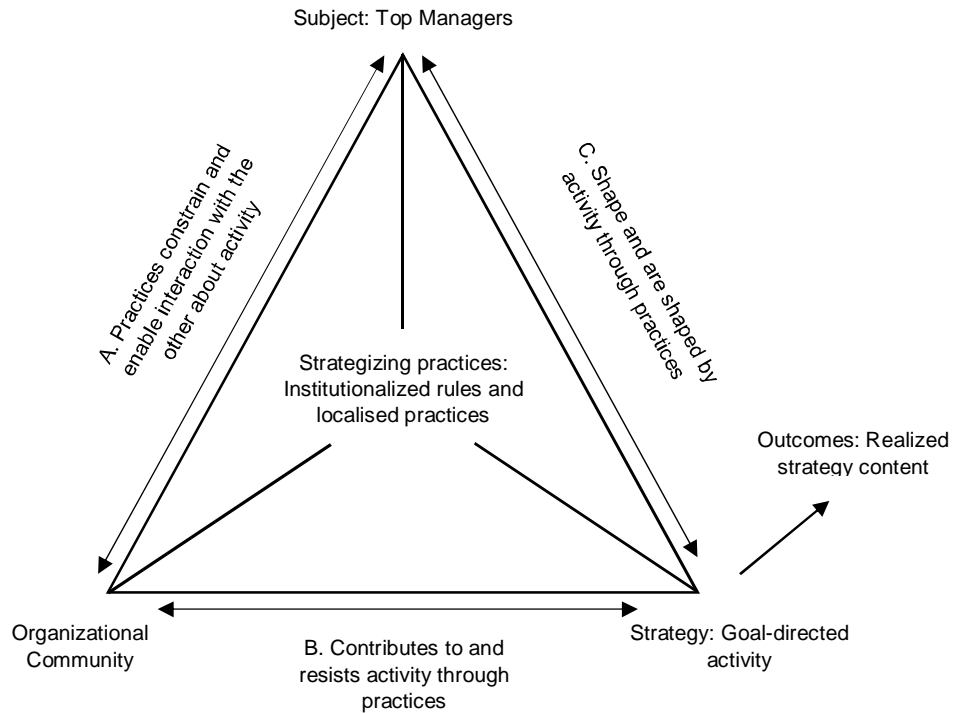 Subject: Top Managers
A. Practices constrain and
enable interaction with the
other about activity
C. Shape and are shaped by
activity through practices
Strategizing practices:
Institutionalized rules and
localised practices
Outcomes: Realized
strategy content
Organizational
Community
B. Contributes to and
resists activity through
practices
Strategy: Goal-directed
activity